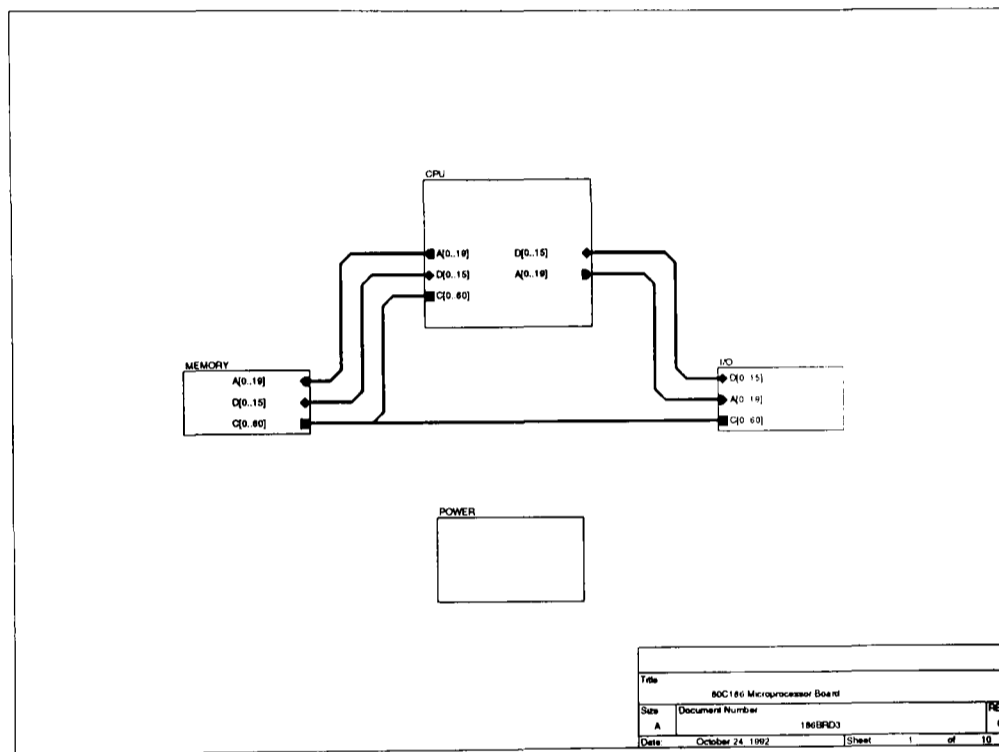 CPU
A[0..19] D[0..15]
D[0..15] A[0..19]
C[0..60]
MEMORY
A[0..19]
D[0..15]
C[0..60]
I/O
D[0..15]
A[0..19]
C[0..60]
POWER
Title
80C186 Microprocessor Board
Size Document Number
A 186BRD3
Date: October 24, 1992 Sheet 1 of 10